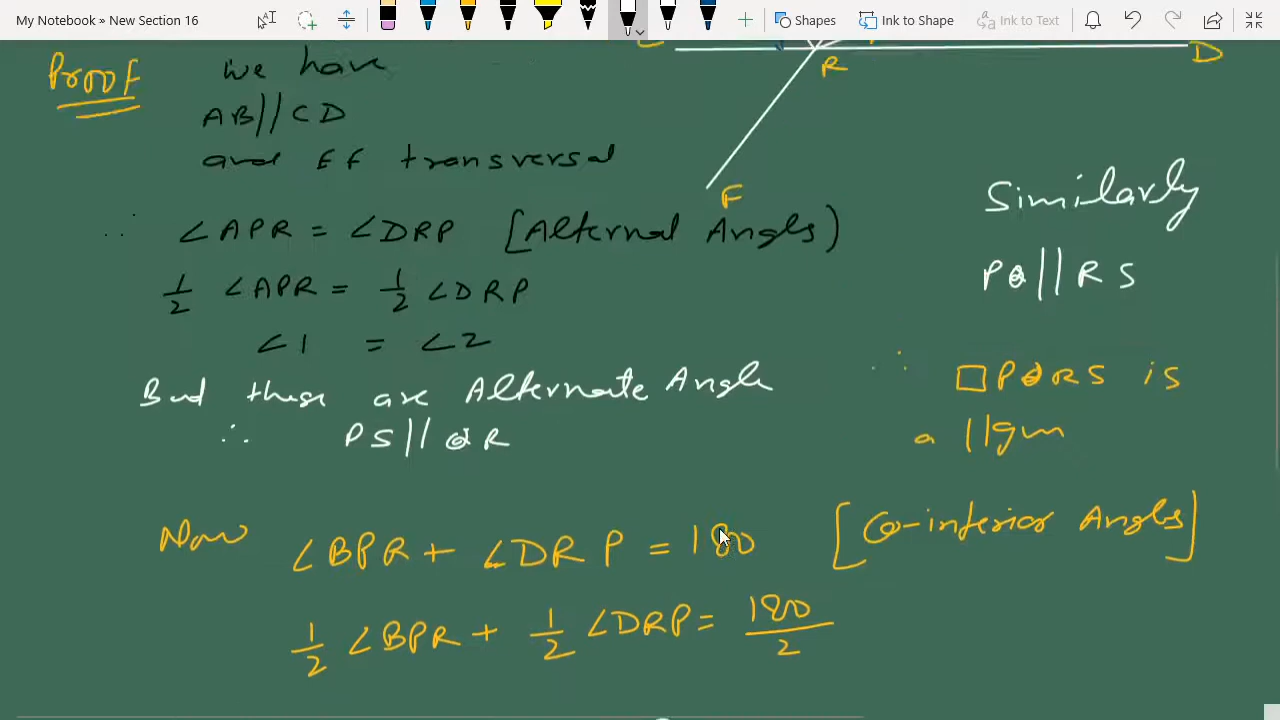 My Notebook » New Section 16
Shapes
Ink to Shape
Ink to Text
C
D
R
F
Proof
we have
AB//CD
and EF transversal
∴ ∠APR = ∠DRP [Alternal Angls)
1/2 ∠APR = 1/2 ∠DRP
∠1 = ∠2
But these are Alternate Angle
∴ PS//QR
Similarly
PQ//RS
∴ □PQRS is
a //gm
Now ∠BPR + ∠DRP = 180 [Co-interior Angls]
1/2 ∠BPR + 1/2 ∠DRP = 180/2